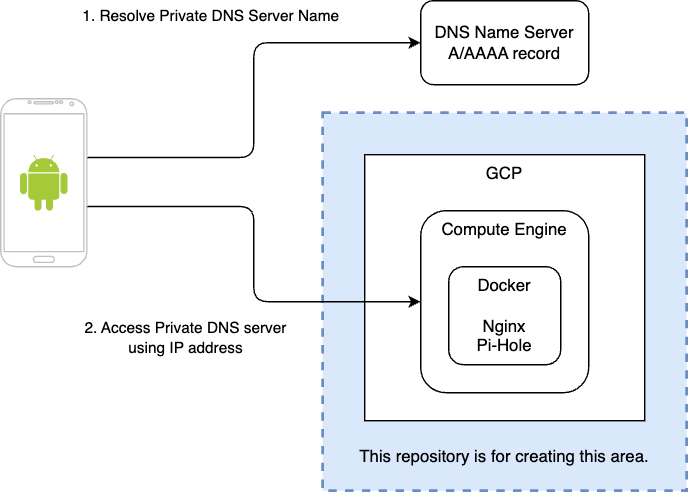 1. Resolve Private DNS Server Name
DNS Name Server
A/AAAA record
GCP
Compute Engine
Docker
Nginx
Pi-Hole
2. Access Private DNS server
using IP address
This repository is for creating this area.